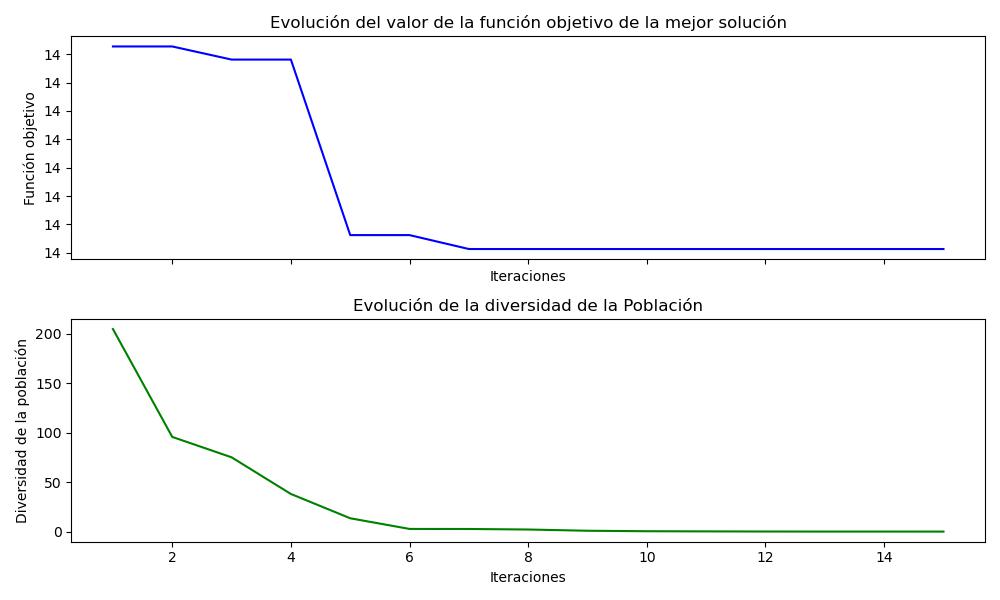 Evolución del valor de la función objetivo de la mejor solución
Función objetivo
14
14
14
14
14
14
14
14
Iteraciones
Evolución de la diversidad de la Población
Diversidad de la población
200
150
100
50
0
2 4 6 8 10 12 14
Iteraciones